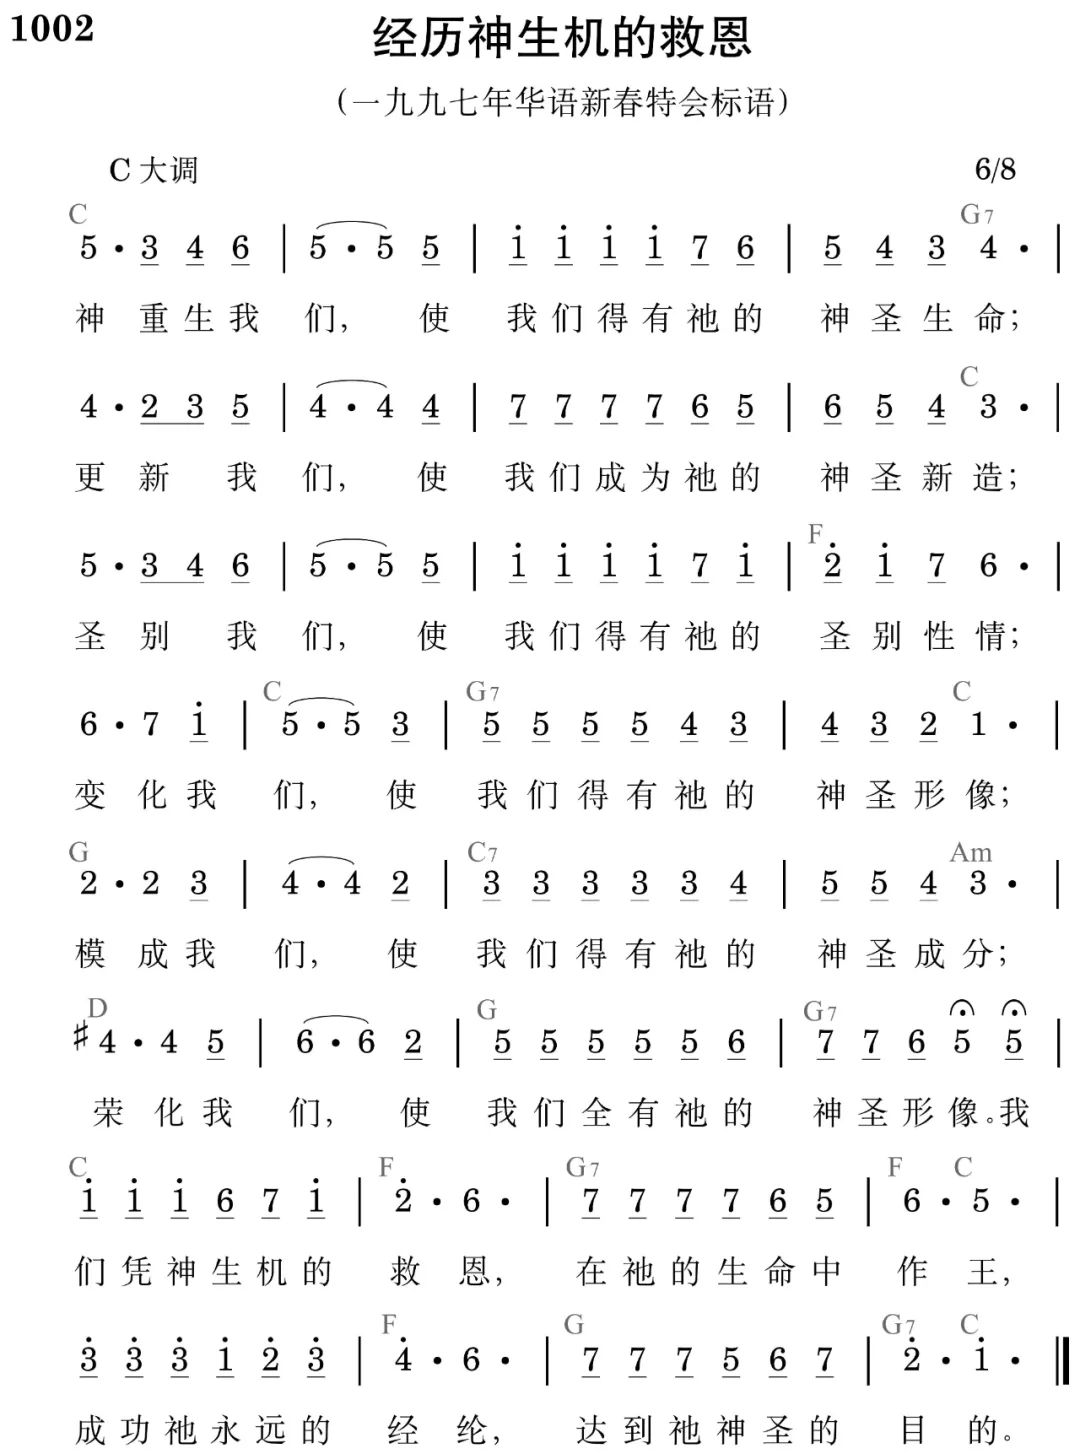 1002
经历神生机的救恩
(一九九七年华语新春特会标语)
C 大调 6/8
C G7
5 · 3 4 6 | 5 · 5 5 | i i i i 7 6 | 5 4 3 4 · |
神 重生我 们， 使 我们得有祂的 神圣生命；
C
4 · 2 3 5 | 4 · 4 4 | 7 7 7 7 6 5 | 6 5 4 3 · |
更 新 我 们， 使 我们成为祂的 神圣新造；
F
5 · 3 4 6 | 5 · 5 5 | i i i i 7 i | 2̇ i 7 6 · |
圣 别 我 们， 使 我们得有祂的 圣别性情；
C G7 C
6 · 7 i | 5 · 5 3 | 5 5 5 5 4 3 | 4 3 2 1 · |
变 化我 们， 使 我们得有祂的 神圣形像；
G C7 Am
2 · 2 3 | 4 · 4 2 | 3 3 3 3 3 4 | 5 5 4 3 · |
模 成我 们， 使 我们得有祂的 神圣成分；
D G G7
♯4 · 4 5 | 6 · 6 2 | 5 5 5 5 5 6 | 7 7 6 5 5 |
荣 化我 们， 使 我们全有祂的 神圣形像。我
C F G7 F C
i i i 6 7 i | 2̇ · 6 · | 7 7 7 7 6 5 | 6 · 5 · |
们凭神生机的 救 恩， 在祂的生命中 作 王，
F G G7 C
3̇ 3̇ 3̇ i 2̇ 3̇ | 4̇ · 6 · | 7 7 7 5 6 7 | 2̇ · i · ‖
成功祂永远的 经 纶， 达到祂神圣的 目 的。